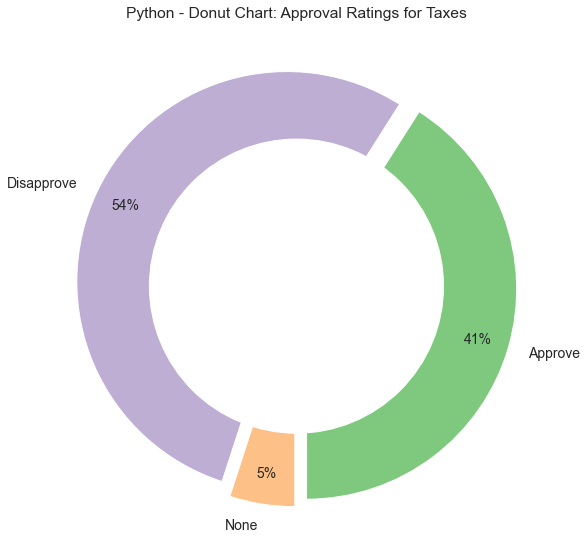 Python - Donut Chart: Approval Ratings for Taxes
Disapprove
54%
41%
Approve
5%
None